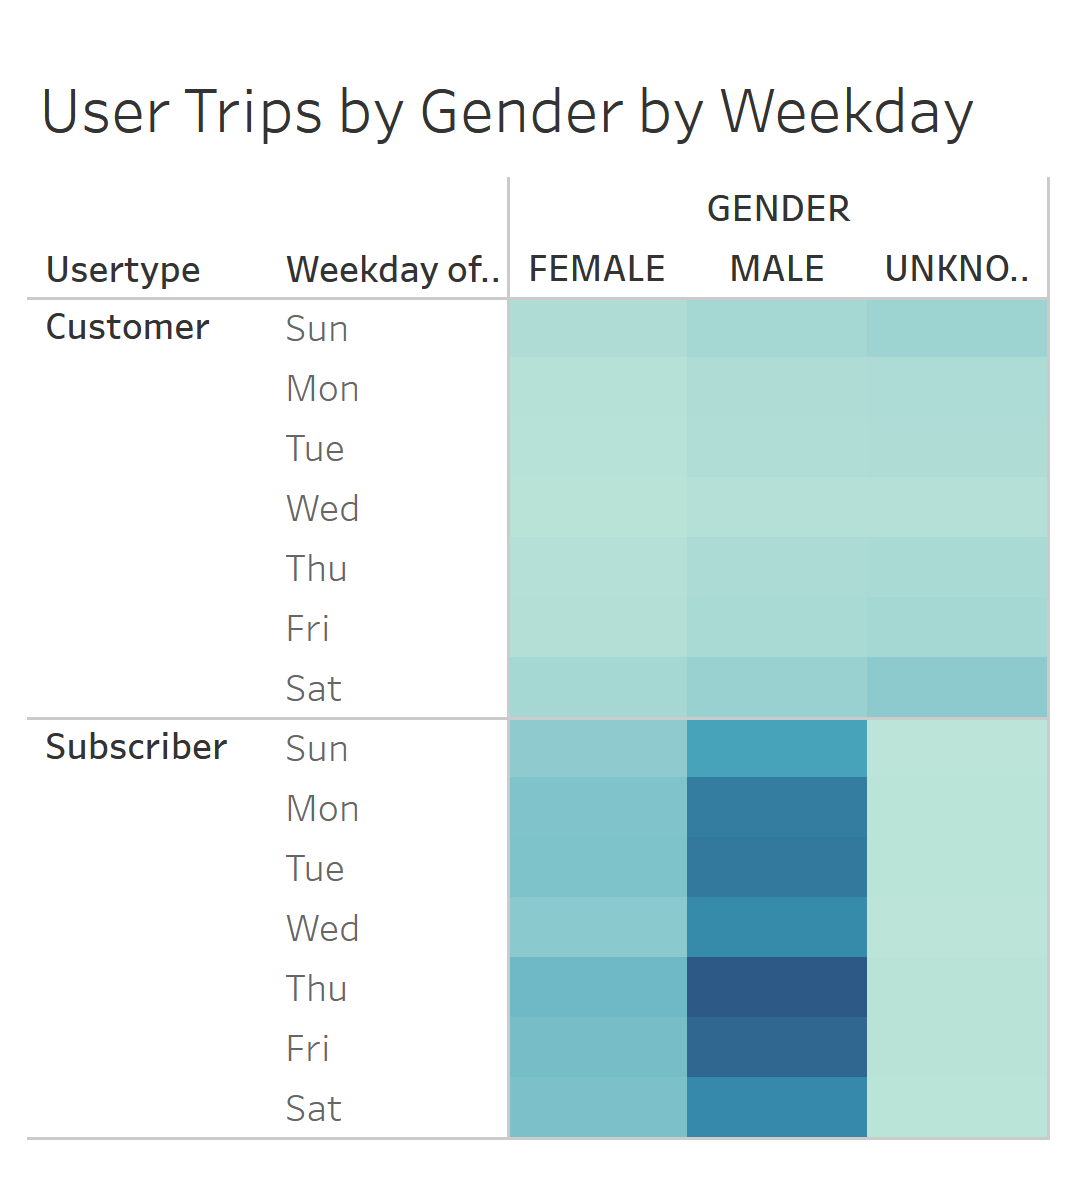 User Trips by Gender by Weekday
GENDER
Usertype Weekday of.. FEMALE MALE UNKNO..
Customer Sun
Mon
Tue
Wed
Thu
Fri
Sat
Subscriber Sun
Mon
Tue
Wed
Thu
Fri
Sat